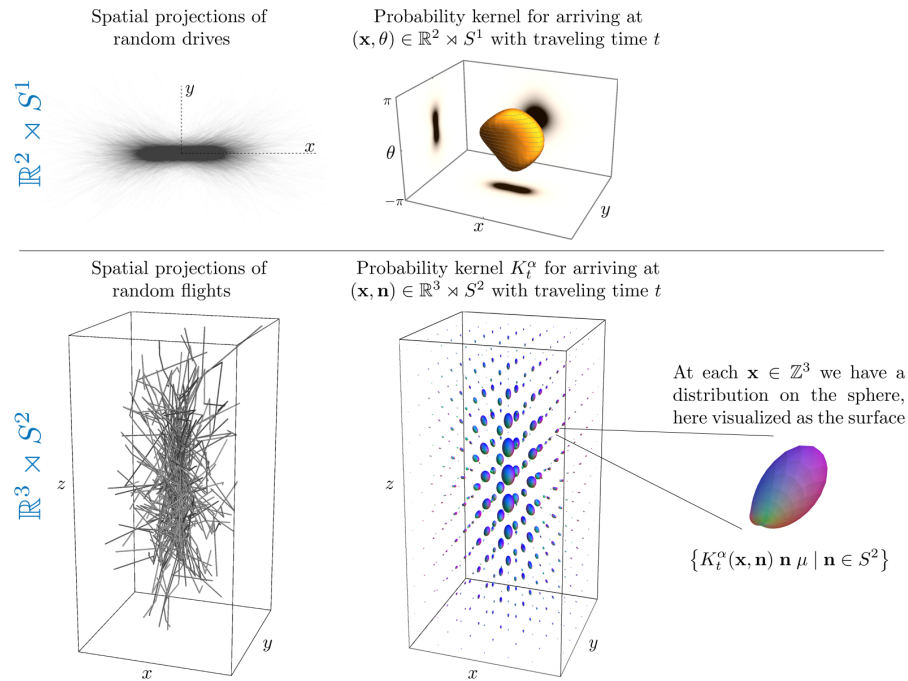 Spatial projections of
random drives
Probability kernel for arriving at
(𝐱, θ) ∈ ℝ² ⋊ S¹ with traveling time t
ℝ² ⋊ S¹
y
x
π
θ
−π
x
y
Spatial projections of
random flights
Probability kernel Kₜᵅ for arriving at
(𝐱, 𝐧) ∈ ℝ³ ⋊ S² with traveling time t
ℝ³ ⋊ S²
z
x
y
z
x
y
At each 𝐱 ∈ ℤ³ we have a
distribution on the sphere,
here visualized as the surface
{Kₜᵅ(𝐱, 𝐧) 𝐧 μ | 𝐧 ∈ S²}